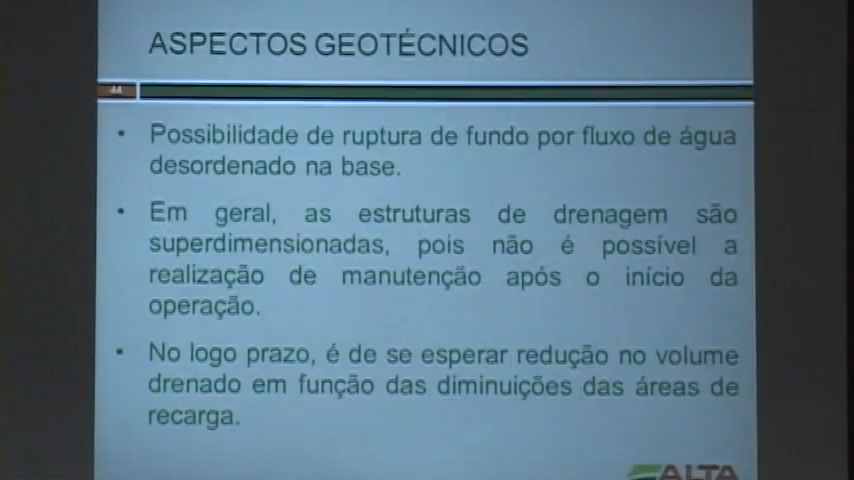 ASPECTOS GEOTÉCNICOS
44
• Possibilidade de ruptura de fundo por fluxo de água
desordenado na base.
• Em geral, as estruturas de drenagem são
superdimensionadas, pois não é possível a
realização de manutenção após o início da
operação.
• No logo prazo, é de se esperar redução no volume
drenado em função das diminuições das áreas de
recarga.
ALTA